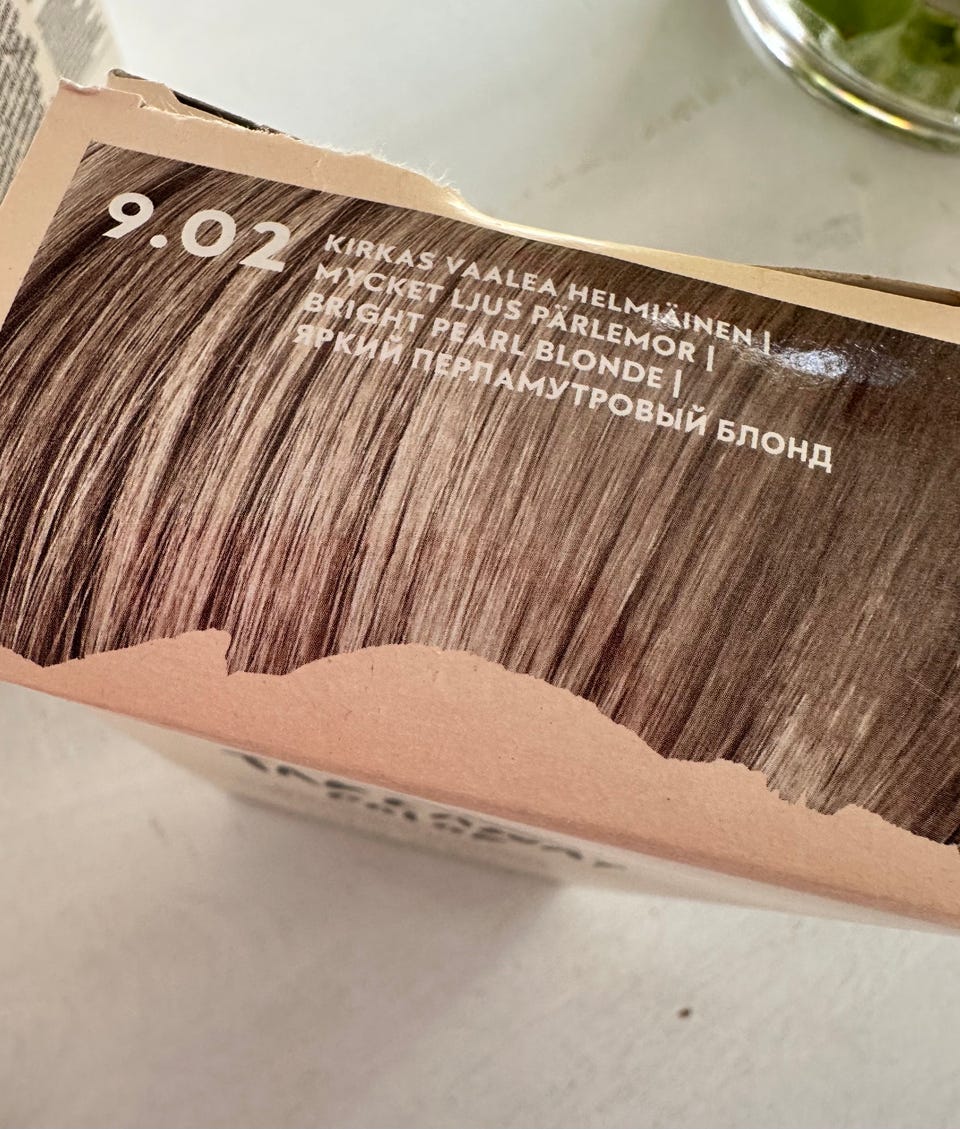 9.02
KIRKAS VAALEA HELMIÄINEN |
MYCKET LJUS PÄRLEMOR |
BRIGHT PEARL BLONDE |
ЯРКИЙ ПЕРЛАМУТРОВЫЙ БЛОНД